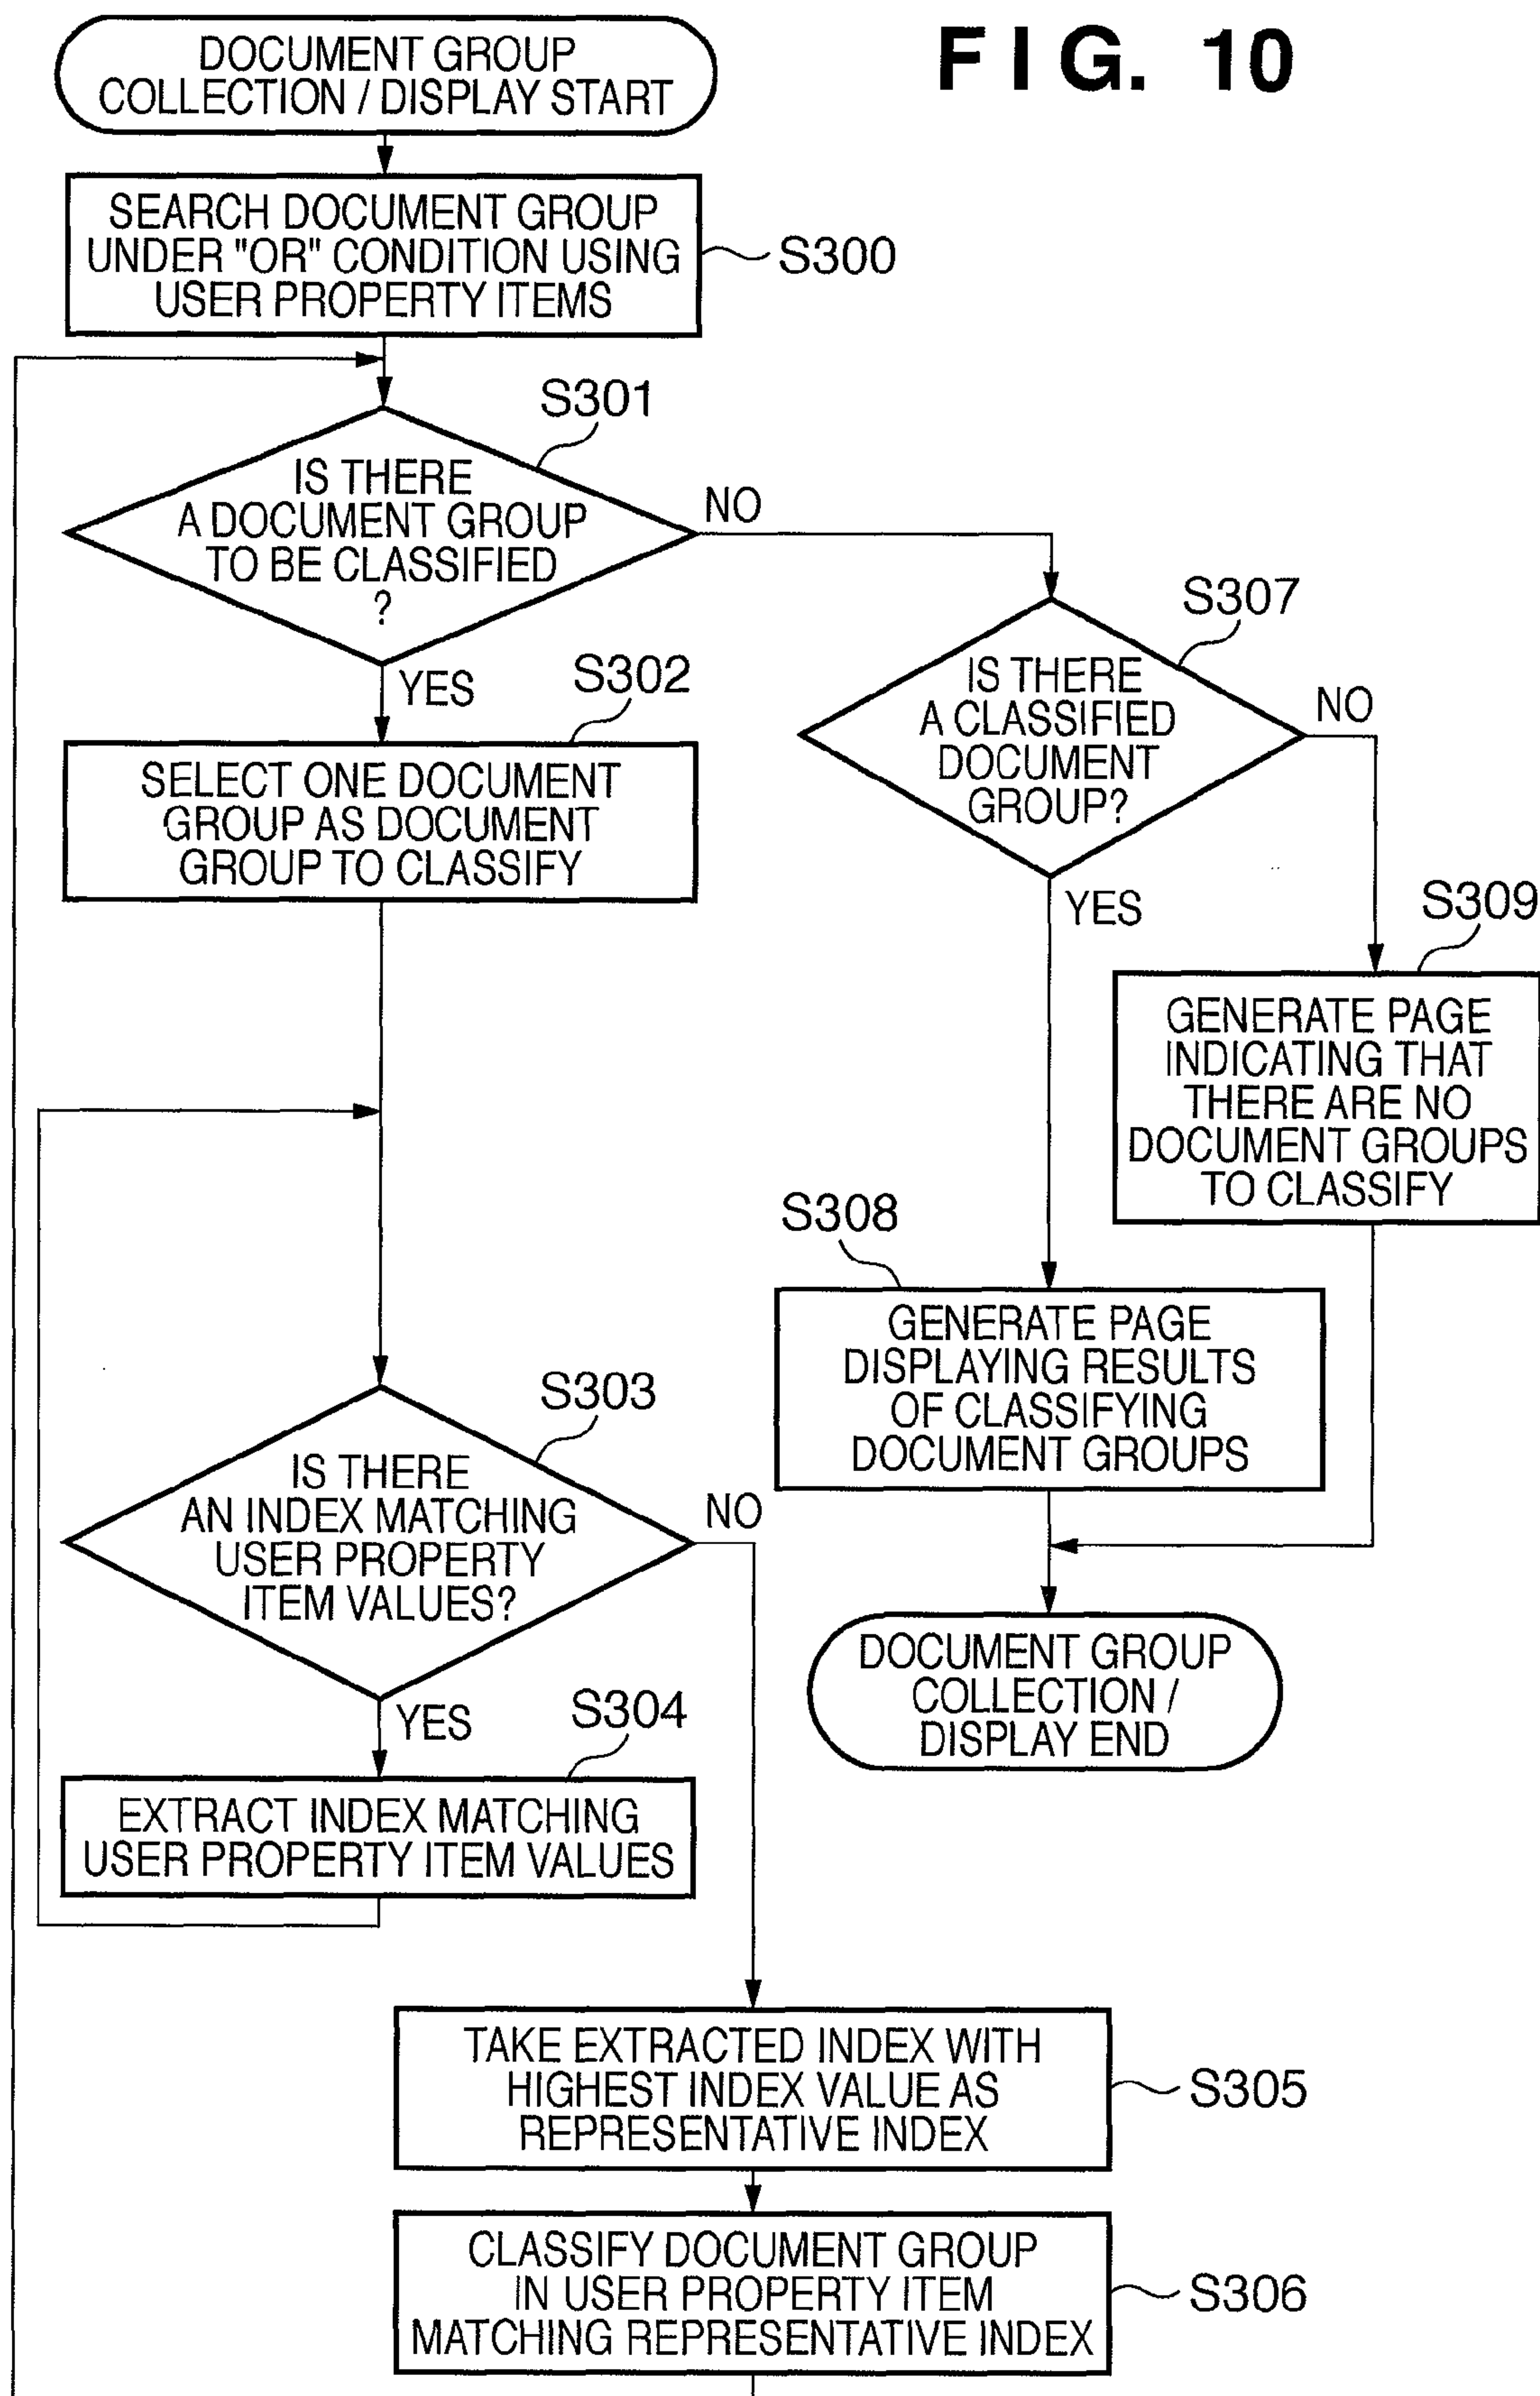 FIG. 10
DOCUMENT GROUP
COLLECTION / DISPLAY START
SEARCH DOCUMENT GROUP
UNDER "OR" CONDITION USING
USER PROPERTY ITEMS
S300
S301
IS THERE
A DOCUMENT GROUP
TO BE CLASSIFIED
?
NO
YES
S302
SELECT ONE DOCUMENT
GROUP AS DOCUMENT
GROUP TO CLASSIFY
S307
IS THERE
A CLASSIFIED
DOCUMENT
GROUP?
NO
YES
S309
GENERATE PAGE
INDICATING THAT
THERE ARE NO
DOCUMENT GROUPS
TO CLASSIFY
S308
GENERATE PAGE
DISPLAYING RESULTS
OF CLASSIFYING
DOCUMENT GROUPS
S303
IS THERE
AN INDEX MATCHING
USER PROPERTY
ITEM VALUES?
NO
YES
DOCUMENT GROUP
COLLECTION /
DISPLAY END
S304
EXTRACT INDEX MATCHING
USER PROPERTY ITEM VALUES
TAKE EXTRACTED INDEX WITH
HIGHEST INDEX VALUE AS
REPRESENTATIVE INDEX
S305
CLASSIFY DOCUMENT GROUP
IN USER PROPERTY ITEM
MATCHING REPRESENTATIVE INDEX
S306